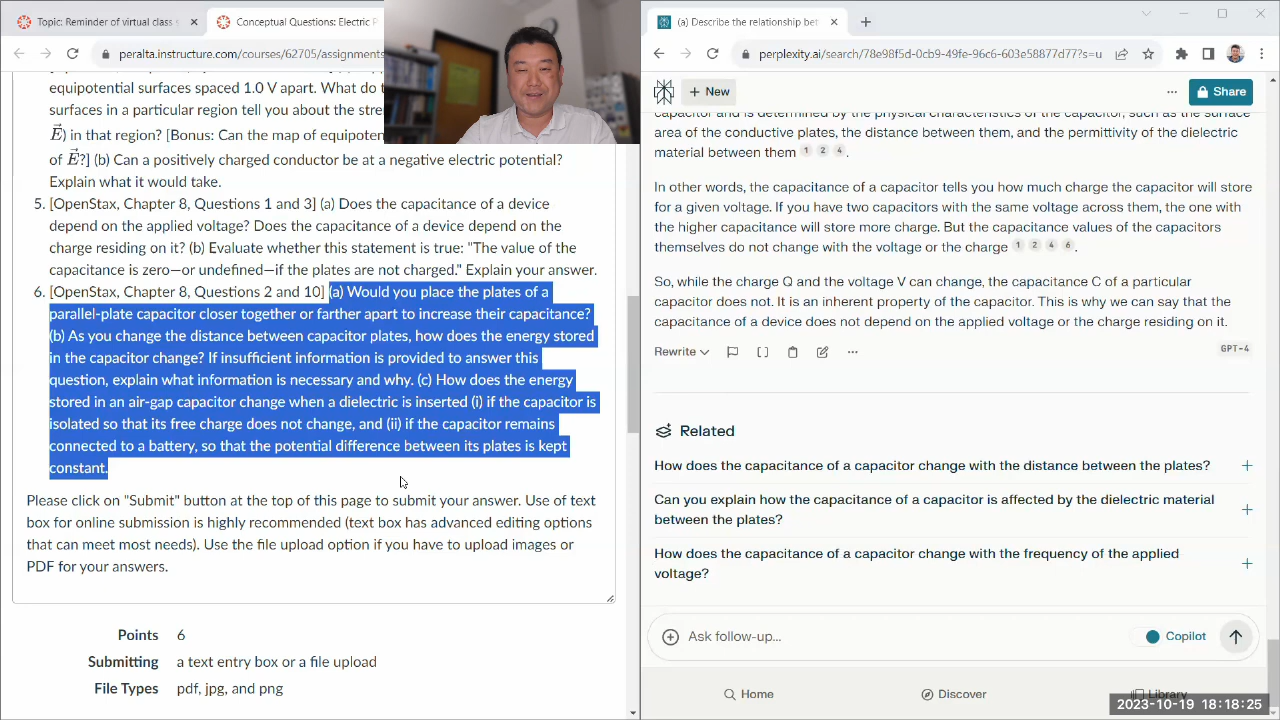 Topic: Reminder of virtual class
Conceptual Questions: Electric P
peralta.instructure.com/courses/62705/assignments
equipotential surfaces spaced 1.0 V apart. What do t
surfaces in a particular region tell you about the stre
E) in that region? [Bonus: Can the map of equipoten
of E?] (b) Can a positively charged conductor be at a negative electric potential?
Explain what it would take.
5. [OpenStax, Chapter 8, Questions 1 and 3] (a) Does the capacitance of a device
depend on the applied voltage? Does the capacitance of a device depend on the
charge residing on it? (b) Evaluate whether this statement is true: "The value of the
capacitance is zero—or undefined—if the plates are not charged." Explain your answer.
6. [OpenStax, Chapter 8, Questions 2 and 10] (a) Would you place the plates of a
parallel-plate capacitor closer together or farther apart to increase their capacitance?
(b) As you change the distance between capacitor plates, how does the energy stored
in the capacitor change? If insufficient information is provided to answer this
question, explain what information is necessary and why. (c) How does the energy
stored in an air-gap capacitor change when a dielectric is inserted (i) if the capacitor is
isolated so that its free charge does not change, and (ii) if the capacitor remains
connected to a battery, so that the potential difference between its plates is kept
constant.
Please click on "Submit" button at the top of this page to submit your answer. Use of text
box for online submission is highly recommended (text box has advanced editing options
that can meet most needs). Use the file upload option if you have to upload images or
PDF for your answers.
Points 6
Submitting a text entry box or a file upload
File Types pdf, jpg, and png
(a) Describe the relationship bet
perplexity.ai/search/78e98f5d-0cb9-49fe-96c6-603e58877d77?s=u
+ New
Share
capacitor and is determined by the physical characteristics of the capacitor, such as the surface
area of the conductive plates, the distance between them, and the permittivity of the dielectric
material between them 1 2 4 .
In other words, the capacitance of a capacitor tells you how much charge the capacitor will store
for a given voltage. If you have two capacitors with the same voltage across them, the one with
the higher capacitance will store more charge. But the capacitance values of the capacitors
themselves do not change with the voltage or the charge 1 2 4 6 .
So, while the charge Q and the voltage V can change, the capacitance C of a particular
capacitor does not. It is an inherent property of the capacitor. This is why we can say that the
capacitance of a device does not depend on the applied voltage or the charge residing on it.
Rewrite
GPT-4
Related
How does the capacitance of a capacitor change with the distance between the plates?
Can you explain how the capacitance of a capacitor is affected by the dielectric material
between the plates?
How does the capacitance of a capacitor change with the frequency of the applied
voltage?
Ask follow-up...
Copilot
Home
Discover
Library
2023-10-19 18:18:25